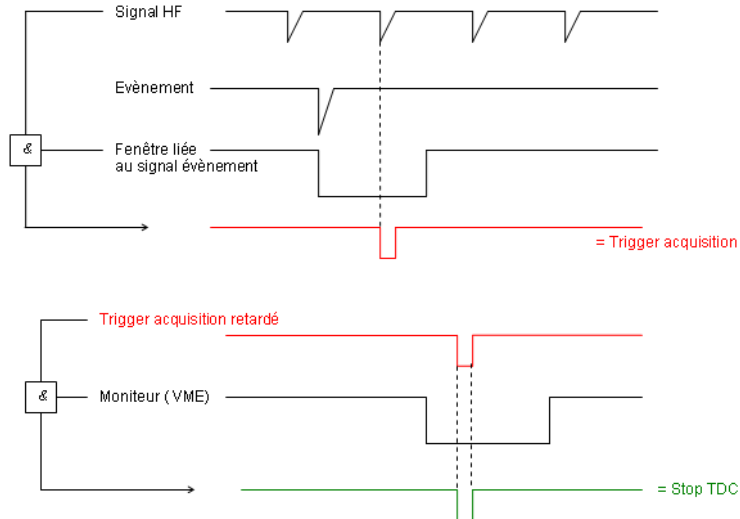 Signal HF
Evènement
&
Fenêtre liée
au signal évènement
= Trigger acquisition
Trigger acquisition retardé
&
Moniteur ( VME)
= Stop TDC